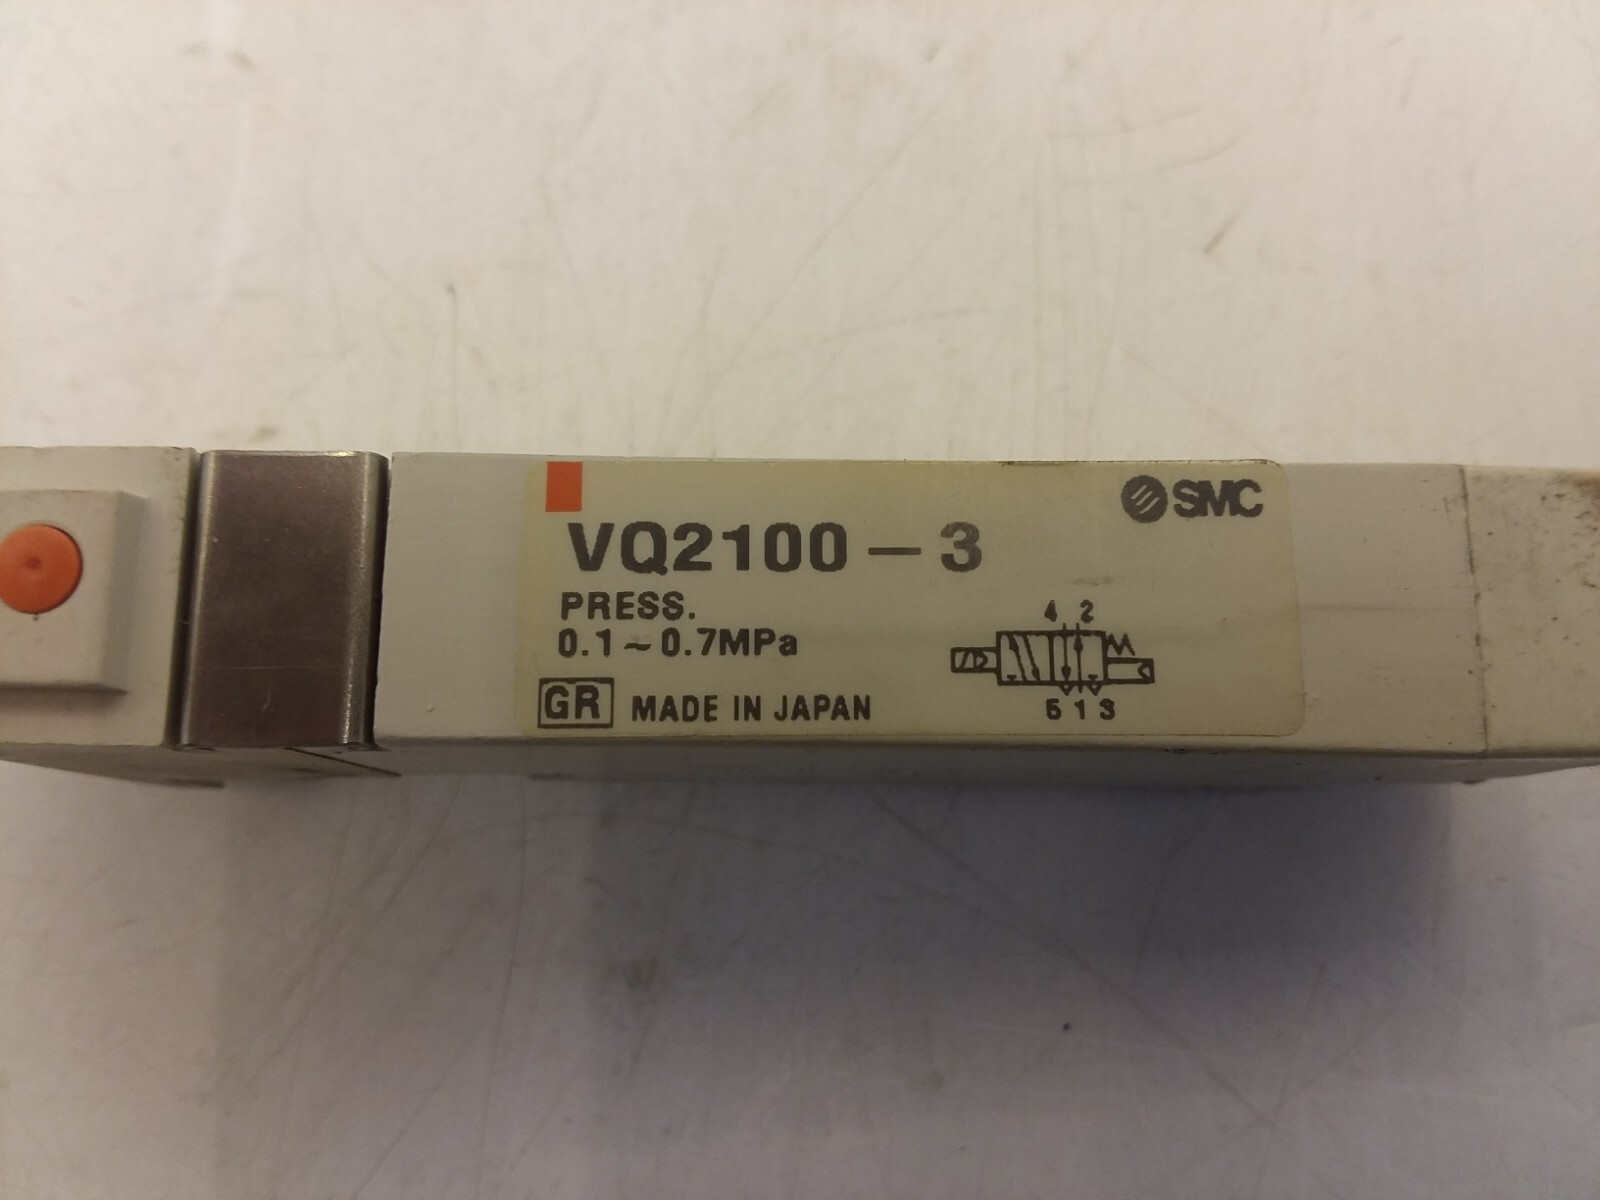 SMC
VQ2100-3
PRESS.
0.1~0.7MPa
4 2
5 1 3
GR MADE IN JAPAN